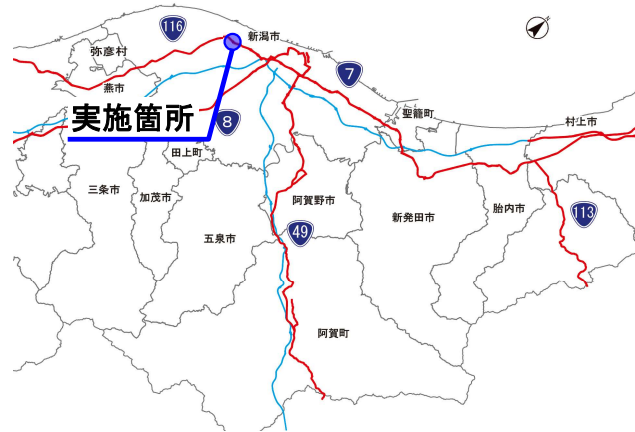 116
新潟市
弥彦村
7
燕市
聖籠町
実施箇所
8
村上市
田上町
三条市
加茂市
阿賀野市
新発田市
胎内市
113
五泉市
49
阿賀町